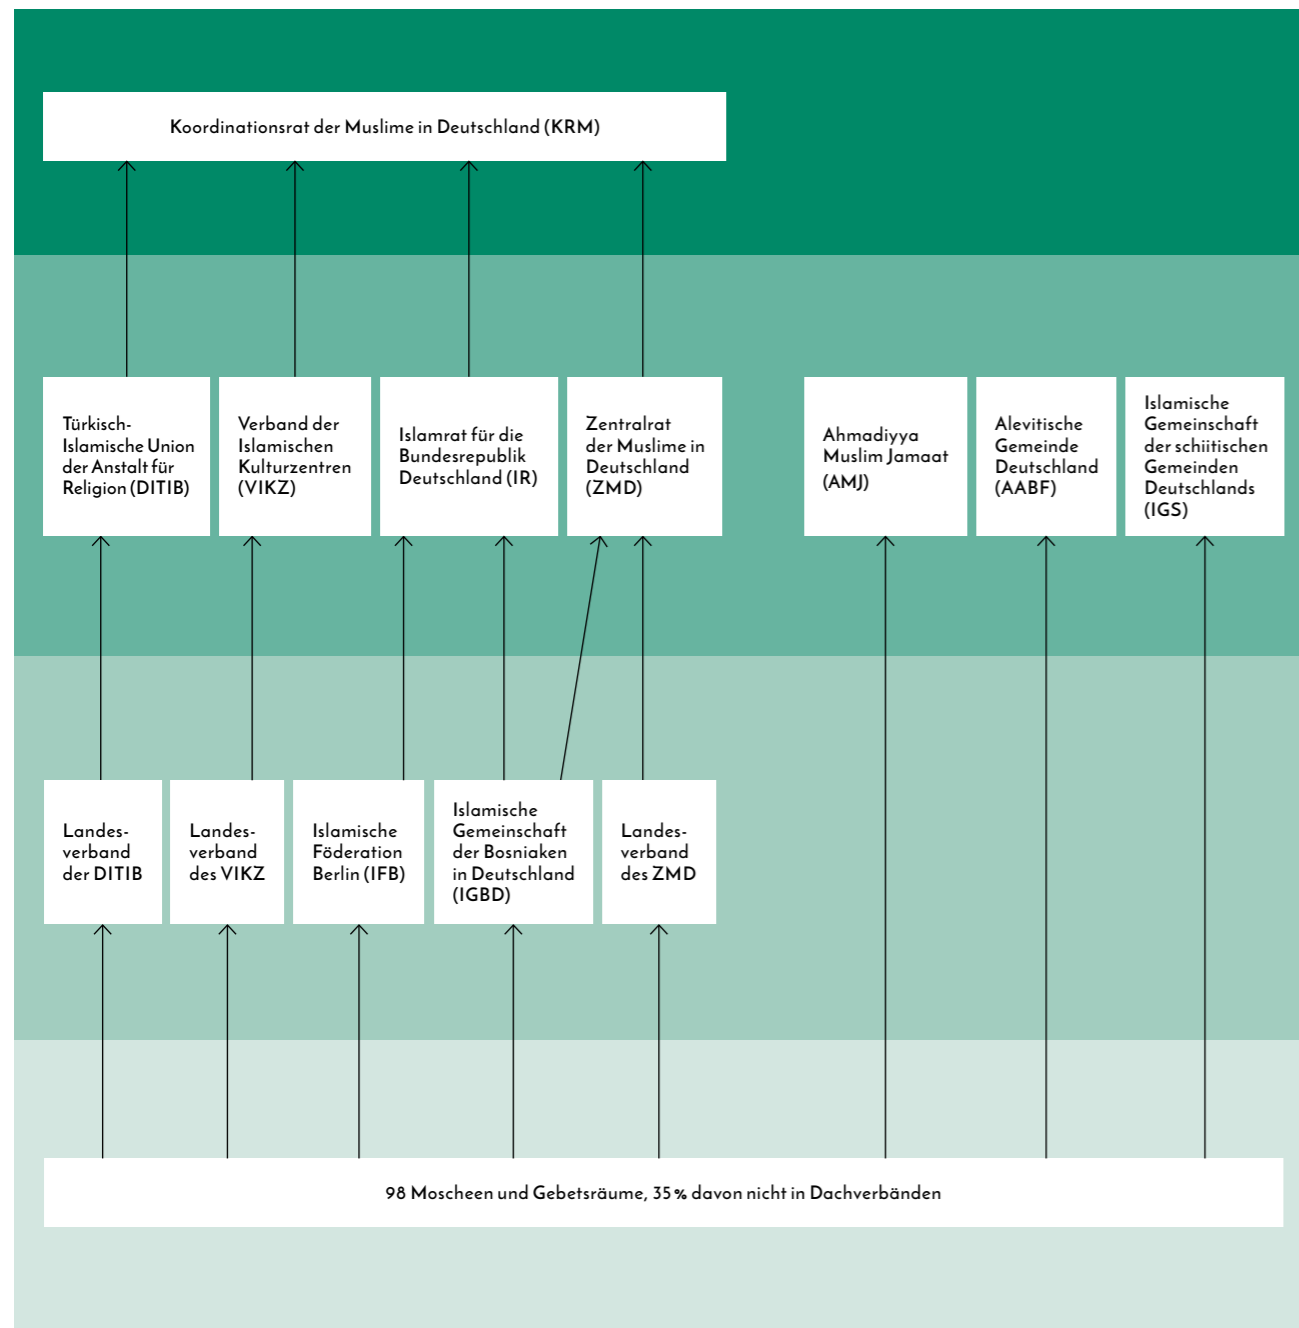 Koordinationsrat der Muslime in Deutschland (KRM)
Türkisch-
Islamische Union
der Anstalt für
Religion (DITIB)
Verband der
Islamischen
Kulturzentren
(VIKZ)
Islamrat für die
Bundesrepublik
Deutschland (IR)
Zentralrat
der Muslime in
Deutschland
(ZMD)
Ahmadiyya
Muslim Jamaat
(AMJ)
Alevitische
Gemeinde
Deutschland
(AABF)
Islamische
Gemeinschaft
der schiitischen
Gemeinden
Deutschlands
(IGS)
Landes-
verband
der DITIB
Landes-
verband
des VIKZ
Islamische
Föderation
Berlin (IFB)
Islamische
Gemeinschaft
der Bosniaken
in Deutschland
(IGBD)
Landes-
verband
des ZMD
98 Moscheen und Gebetsräume, 35 % davon nicht in Dachverbänden